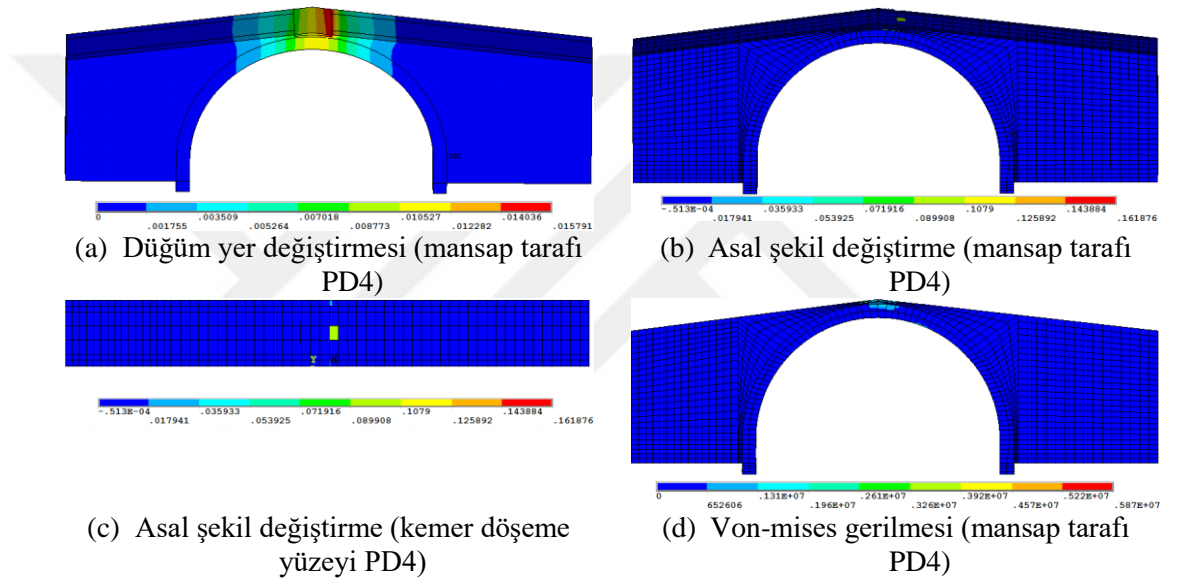 0 .003509 .007018 .010527 .014036
.001755 .005264 .008773 .012282 .015791
(a) Düğüm yer değiştirmesi (mansap tarafı
PD4)
-.513E-04 .035933 .071916 .1079 .143884
.017941 .053925 .089908 .125892 .161876
(b) Asal şekil değiştirme (mansap tarafı
PD4)
Y
-.513E-04 .035933 .071916 .1079 .143884
.017941 .053925 .089908 .125892 .161876
(c) Asal şekil değiştirme (kemer döşeme
yüzeyi PD4)
0 .131E+07 .261E+07 .392E+07 .522E+07
652606 .196E+07 .326E+07 .457E+07 .587E+07
(d) Von-mises gerilmesi (mansap tarafı
PD4)